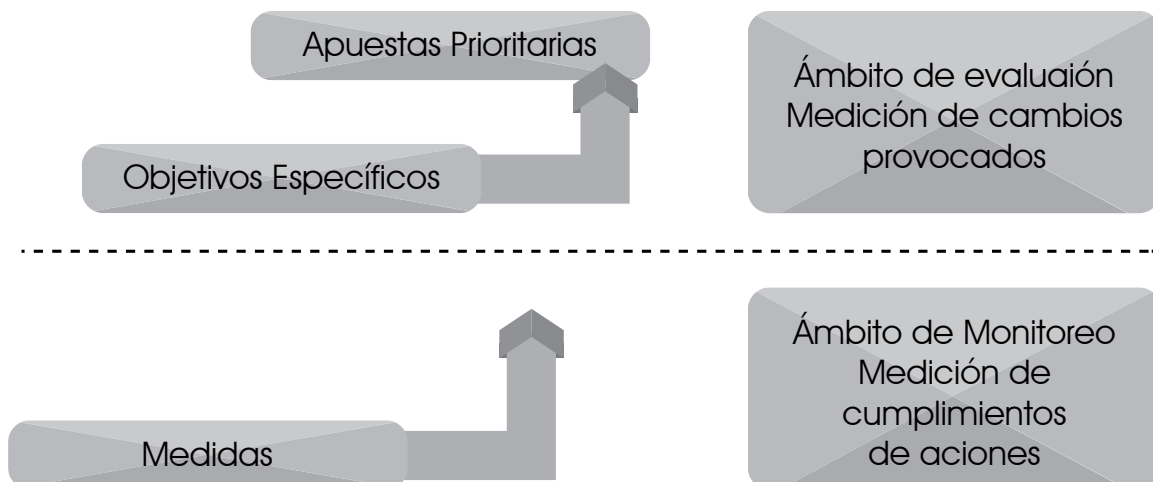 Apuestas Prioritarias
Ámbito de evaluaión
Medición de cambios
provocados
Objetivos Específicos
Ámbito de Monitoreo
Medición de
cumplimientos
de aciones
Medidas